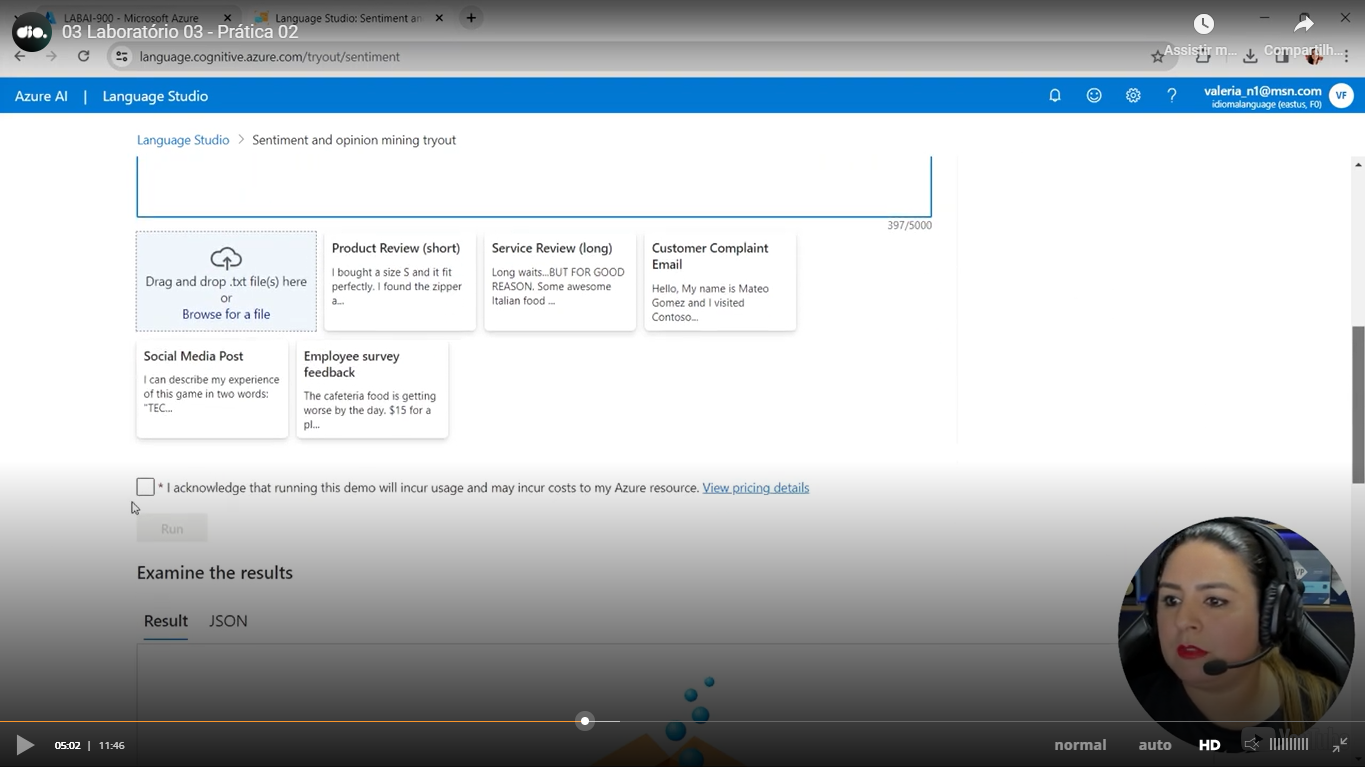 LABAI-900 - Microsoft Azure
Language Studio: Sentiment an
dio.
03 Laboratório 03 - Prática 02
Assistir m...
Compartilh...
language.cognitive.azure.com/tryout/sentiment
Azure AI | Language Studio
valeria_n1@msn.com
idiomalanguage (eastus, F0)
VF
Language Studio > Sentiment and opinion mining tryout
397/5000
Drag and drop .txt file(s) here
or
Browse for a file
Product Review (short)
I bought a size S and it fit
perfectly. I found the zipper
a...
Service Review (long)
Long waits...BUT FOR GOOD
REASON. Some awesome
Italian food ...
Customer Complaint
Email
Hello, My name is Mateo
Gomez and I visited
Contoso...
Social Media Post
I can describe my experience
of this game in two words:
"TEC...
Employee survey
feedback
The cafeteria food is getting
worse by the day. $15 for a
pl...
* I acknowledge that running this demo will incur usage and may incur costs to my Azure resource. View pricing details
Run
Examine the results
Result JSON
05:02 | 11:46
normal
auto
HD